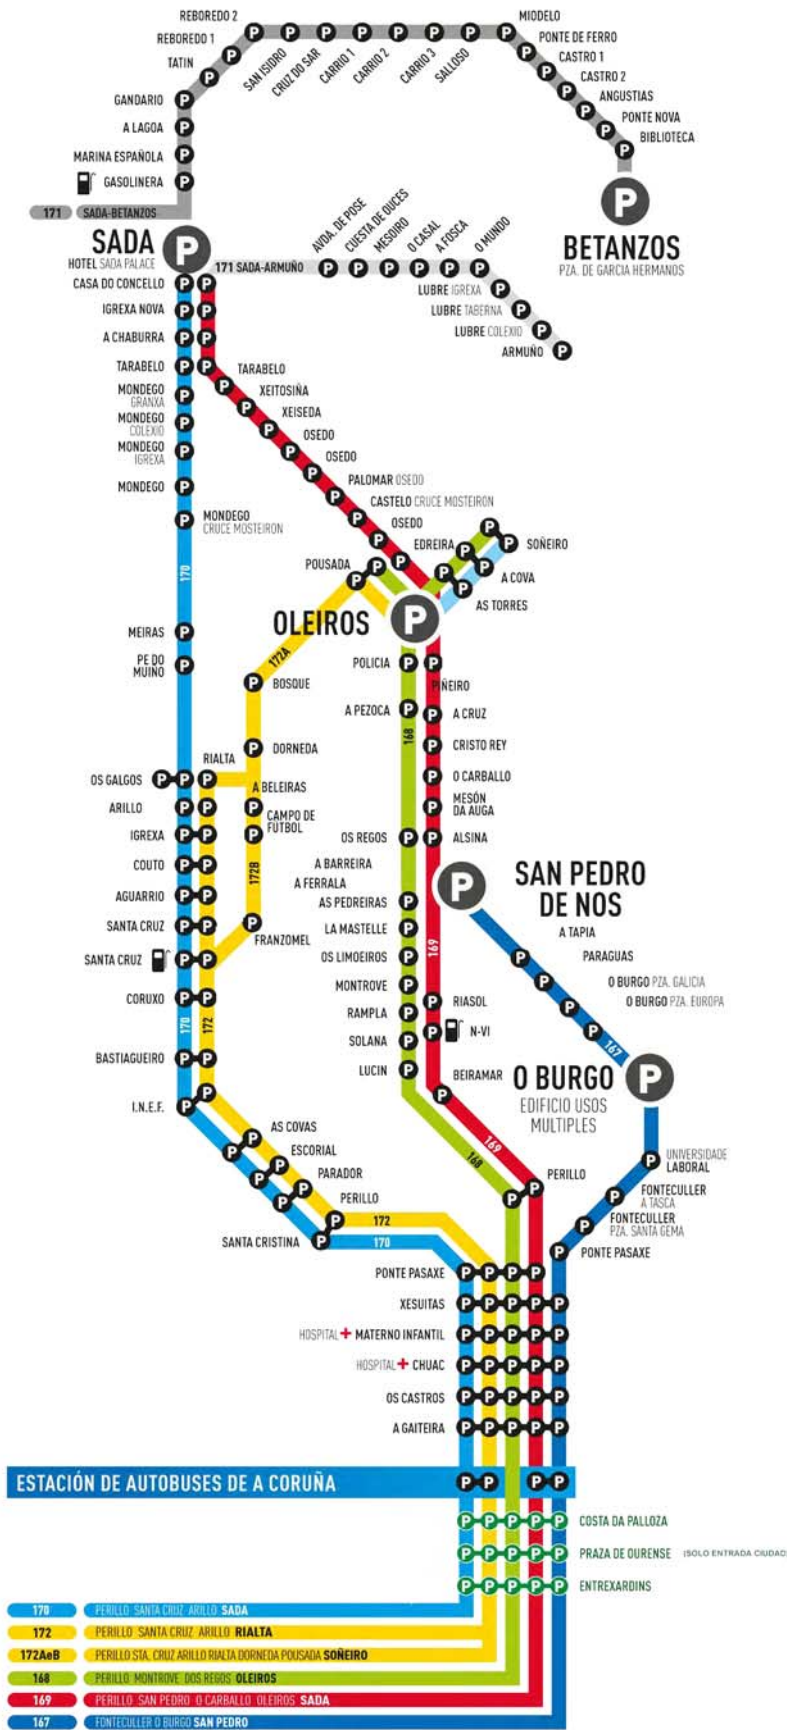 REBOREDO 2
REBOREDO 1
TATIN
SAN ISIDRO
CRUZ DO SAR
CARRIO 1
CARRIO 2
CARRIO 3
SALLOSO
MIODELO
PONTE DE FERRO
CASTRO 1
CASTRO 2
ANGUSTIAS
PONTE NOVA
BIBLIOTECA
GANDARIO
A LAGOA
MARINA ESPAÑOLA
GASOLINERA
171 SADA-BETANZOS
BETANZOS
PZA. DE GARCIA HERMANOS
SADA
HOTEL SADA PALACE
171 SADA-ARMUÑO
AVDA. DE POSE
CUESTA DE OUCES
MESOIRO
O CASAL
A FOSCA
O MUNDO
LUBRE IGREXA
LUBRE TABERNA
LUBRE COLEXIO
ARMUÑO
CASA DO CONCELLO
IGREXA NOVA
A CHABURRA
TARABELO
MONDEGO
GRANXA
MONDEGO
COLEXIO
MONDEGO
IGREXA
MONDEGO
MONDEGO
CRUCE MOSTEIRON
TARABELO
XEITOSIÑA
XEISEDA
OSEDO
OSEDO
PALOMAR OSEDO
CASTELO CRUCE MOSTEIRON
OSEDO
EDREIRA
SOÑEIRO
A COVA
AS TORRES
POUSADA
OLEIROS
170
172A
MEIRAS
PE DO
MUIÑO
BOSQUE
DORNEDA
RIALTA
OS GALGOS
A BELEIRAS
ARILLO
CAMPO DE
FUTBOL
IGREXA
COUTO
172B
AGUARRIO
SANTA CRUZ
FRANZOMEL
SANTA CRUZ
CORUXO
170
172
BASTIAGUEIRO
I.N.E.F.
POLICIA
PIÑEIRO
A PEZOCA
168
A CRUZ
CRISTO REY
O CARBALLO
MESÓN
DA AUGA
OS REGOS
ALSINA
A BARREIRA
A FERRALA
AS PEDREIRAS
LA MASTELLE
169
OS LIMOEIROS
MONTROVE
RIASOL
RAMPLA
N-VI
SOLANA
LUCIN
BEIRAMAR
SAN PEDRO
DE NOS
A TAPIA
PARAGUAS
O BURGO PZA. GALICIA
O BURGO PZA. EUROPA
167
O BURGO
EDIFICIO USOS
MULTIPLES
AS COVAS
ESCORIAL
PARADOR
PERILLO
172
SANTA CRISTINA
170
169
168
PERILLO
UNIVERSIDADE
LABORAL
FONTECULLER
A TASCA
FONTECULLER
PZA. SANTA GEMA
PONTE PASAXE
PONTE PASAXE
XESUITAS
HOSPITAL + MATERNO INFANTIL
HOSPITAL + CHUAC
OS CASTROS
A GAITEIRA
ESTACIÓN DE AUTOBUSES DE A CORUÑA
COSTA DA PALLOZA
PRAZA DE OURENSE (SOLO ENTRADA CIUDAD)
ENTREXARDINS
170 PERILLO SANTA CRUZ ARILLO SADA
172 PERILLO SANTA CRUZ ARILLO RIALTA
172AeB PERILLO STA. CRUZ ARILLO RIALTA DORNEDA POUSADA SOÑEIRO
168 PERILLO MONTROVE DOS REGOS OLEIROS
169 PERILLO SAN PEDRO O CARBALLO OLEIROS SADA
167 FONTECULLER O BURGO SAN PEDRO